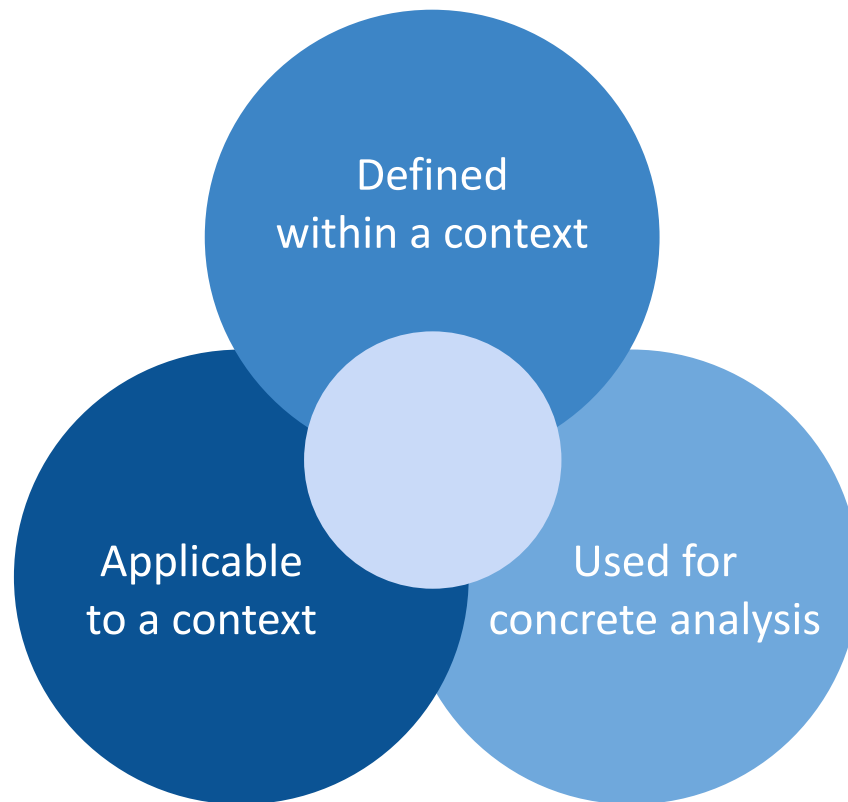 Defined
within a context
Applicable
to a context
Used for
concrete analysis